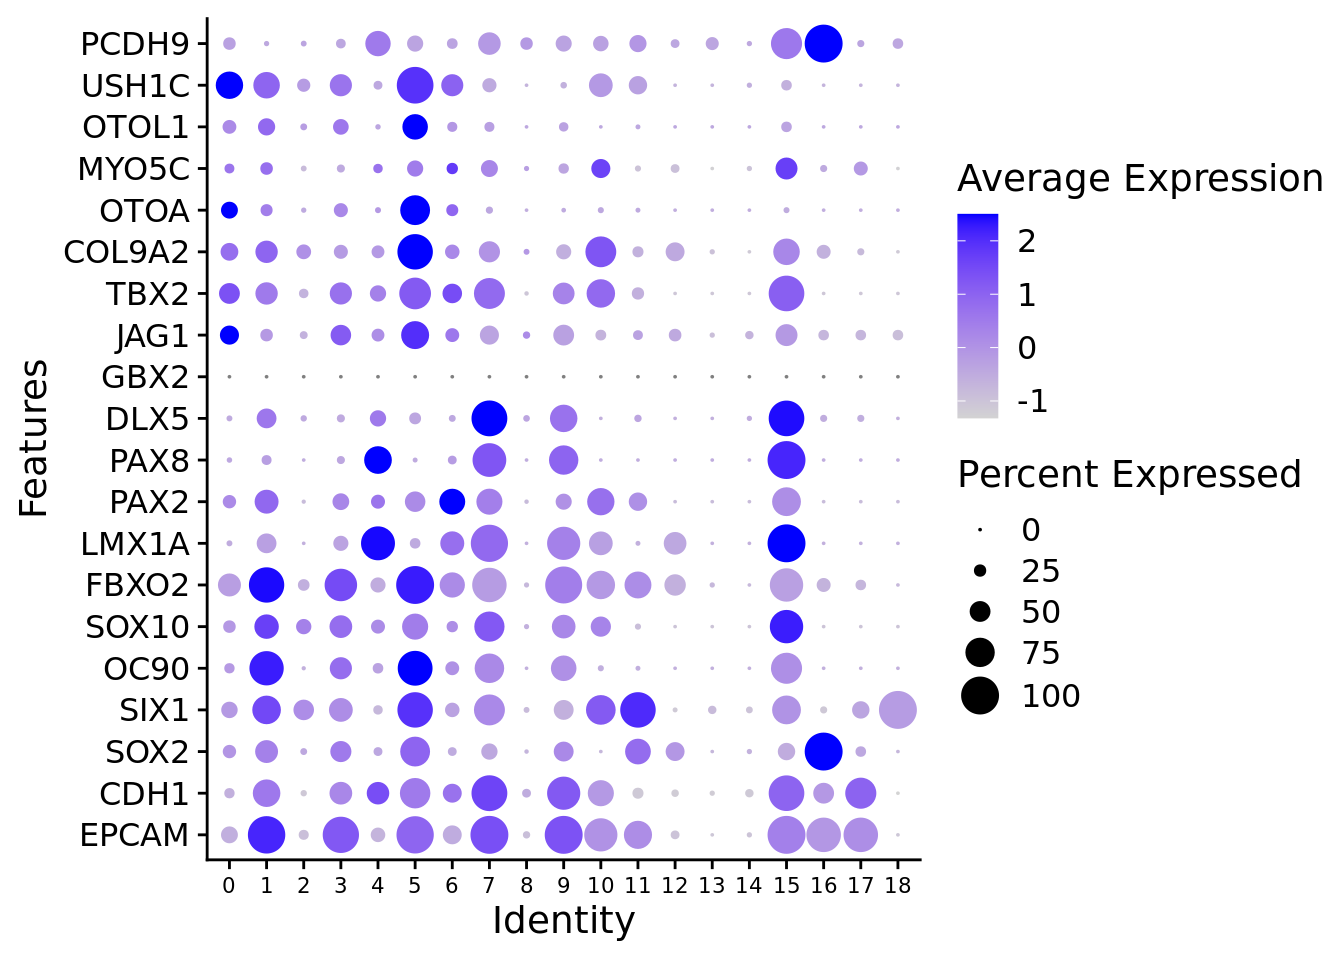 PCDH9
USH1C
OTOL1
MYO5C
OTOA
COL9A2
TBX2
JAG1
GBX2
DLX5
PAX8
PAX2
LMX1A
FBXO2
SOX10
OC90
SIX1
SOX2
CDH1
EPCAM
Features
0 1 2 3 4 5 6 7 8 9 10 11 12 13 14 15 16 17 18
Identity
Average Expression
2
1
0
-1
Percent Expressed
0
25
50
75
100